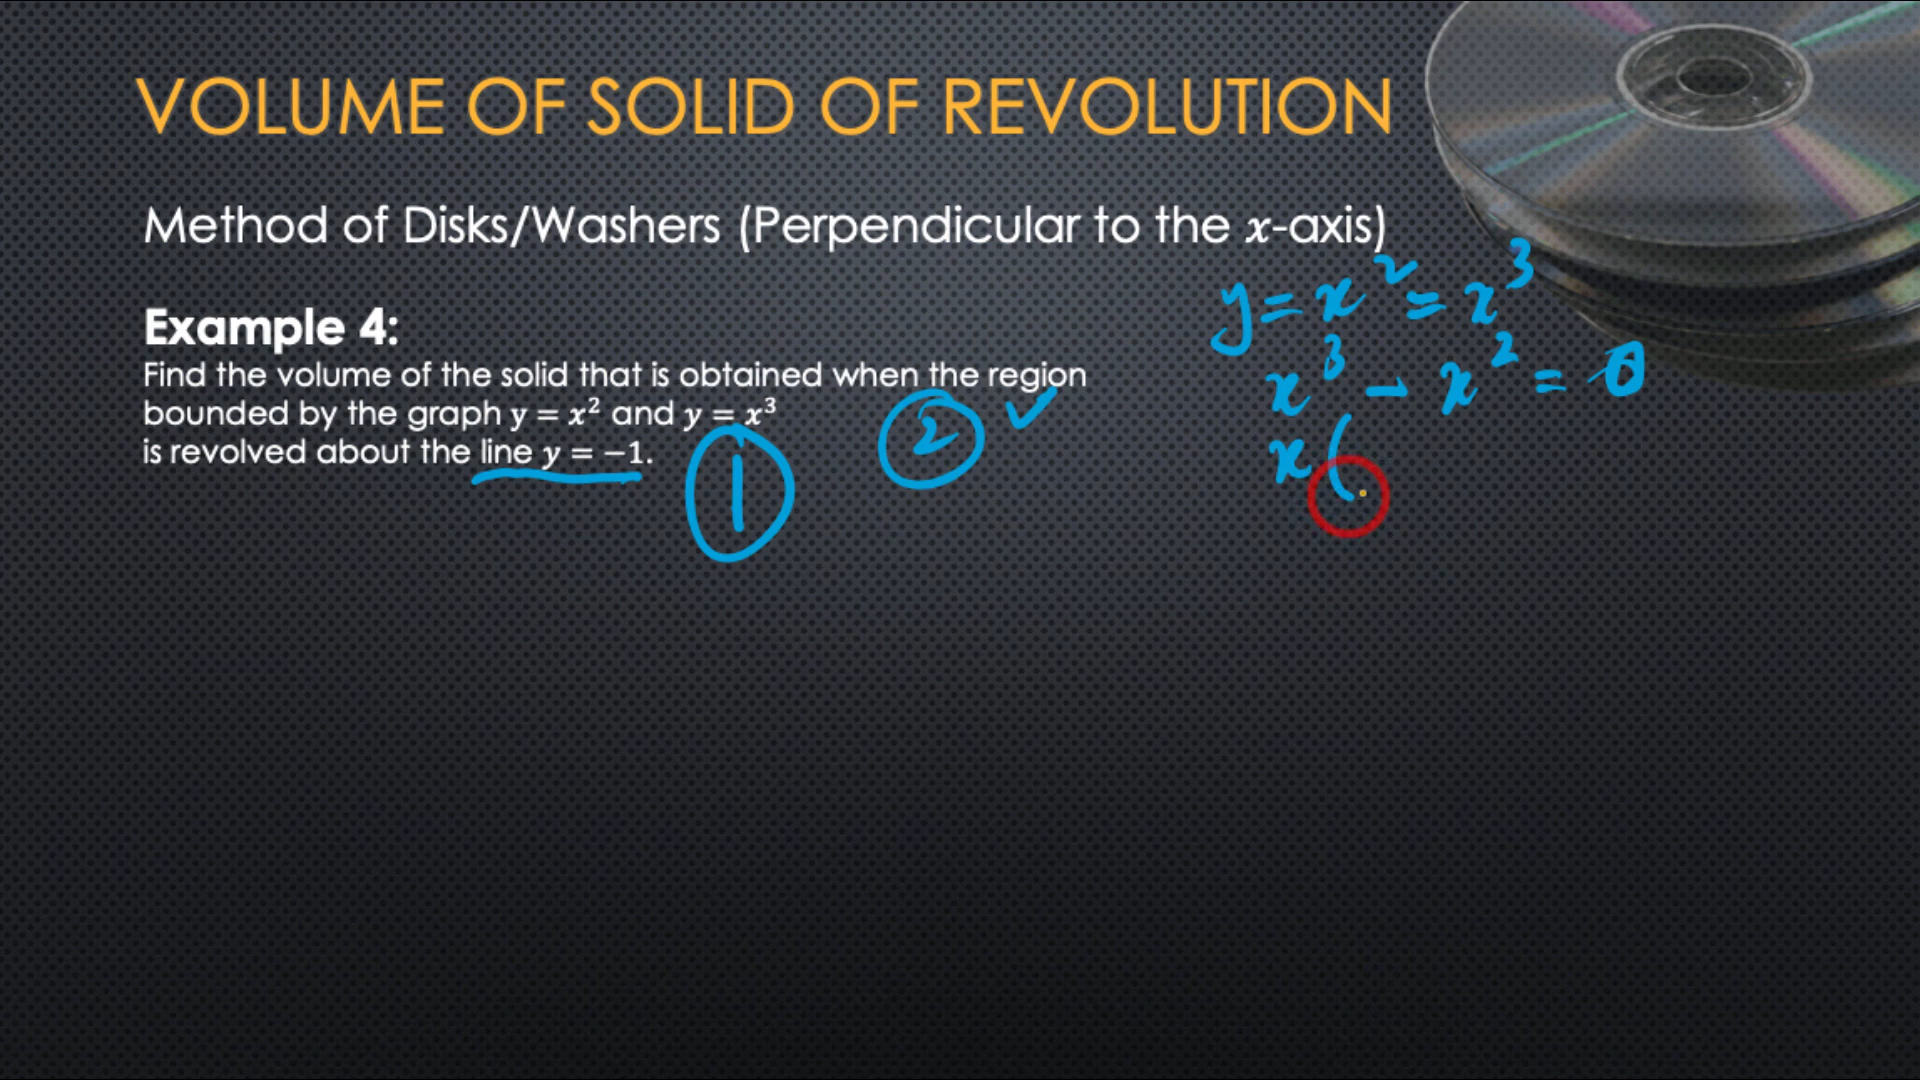 VOLUME OF SOLID OF REVOLUTION
Method of Disks/Washers (Perpendicular to the x-axis)
Example 4:
Find the volume of the solid that is obtained when the region
bounded by the graph y = x² and y = x³
is revolved about the line y = −1.
1
2 ✓
y = x² = x³
x³ − x² = 0
x (